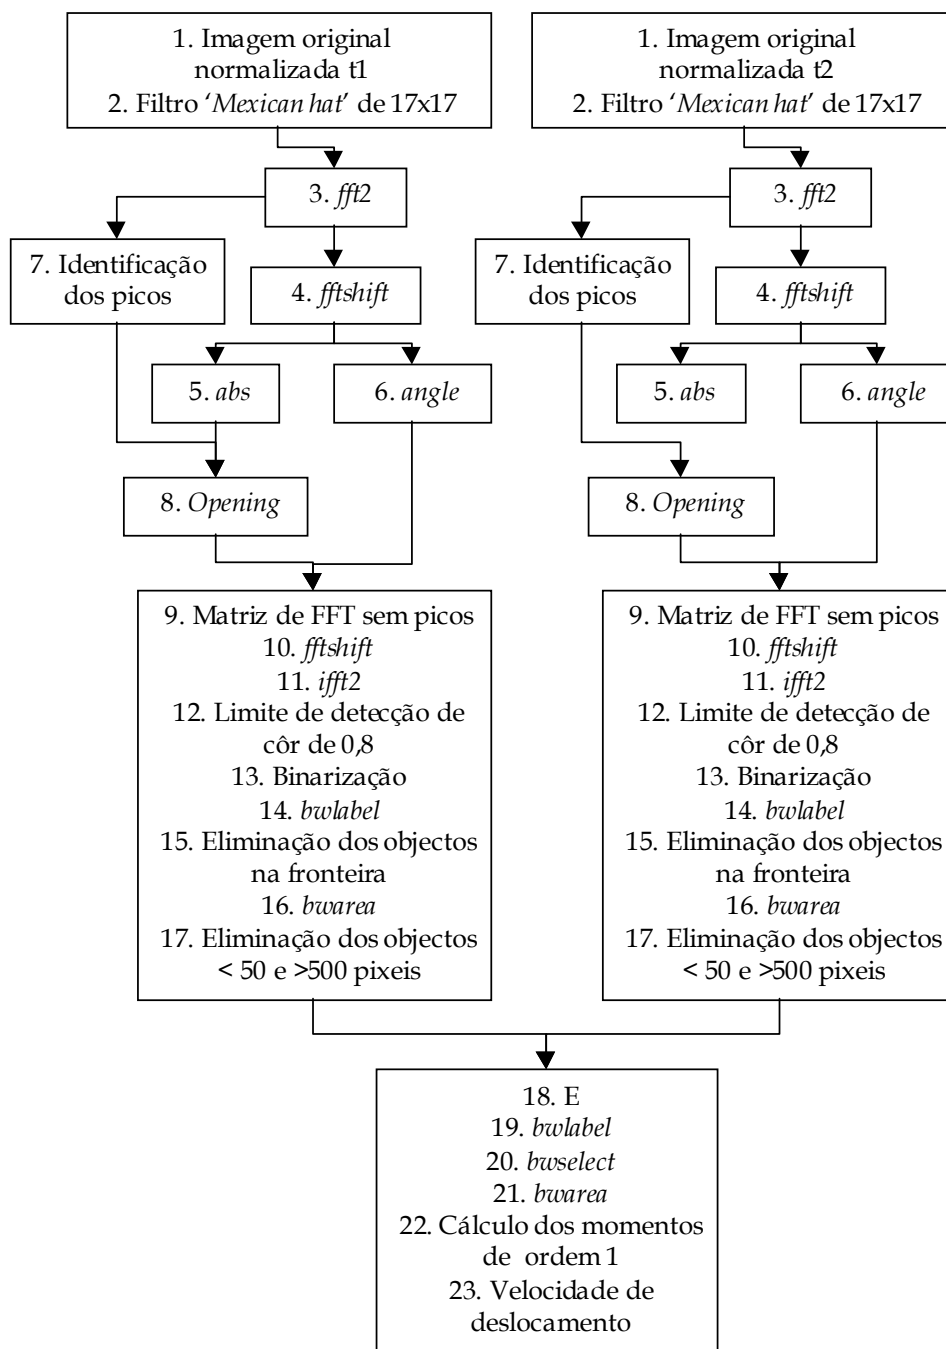 1. Imagem original
normalizada t1
2. Filtro ‘Mexican hat’ de 17x17
3. fft2
7. Identificação
dos picos
4. fftshift
5. abs
6. angle
8. Opening
9. Matriz de FFT sem picos
10. fftshift
11. ifft2
12. Limite de detecção de
côr de 0,8
13. Binarização
14. bwlabel
15. Eliminação dos objectos
na fronteira
16. bwarea
17. Eliminação dos objectos
< 50 e >500 pixeis
1. Imagem original
normalizada t2
2. Filtro ‘Mexican hat’ de 17x17
3. fft2
7. Identificação
dos picos
4. fftshift
5. abs
6. angle
8. Opening
9. Matriz de FFT sem picos
10. fftshift
11. ifft2
12. Limite de detecção de
côr de 0,8
13. Binarização
14. bwlabel
15. Eliminação dos objectos
na fronteira
16. bwarea
17. Eliminação dos objectos
< 50 e >500 pixeis
18. E
19. bwlabel
20. bwselect
21. bwarea
22. Cálculo dos momentos
de ordem 1
23. Velocidade de
deslocamento